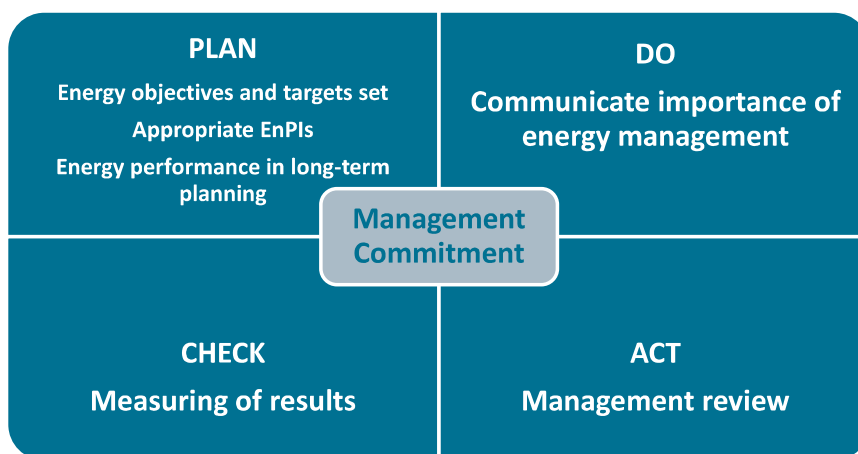 PLAN
Energy objectives and targets set
Appropriate EnPIs
Energy performance in long-term
planning
DO
Communicate importance of
energy management
Management
Commitment
CHECK
Measuring of results
ACT
Management review